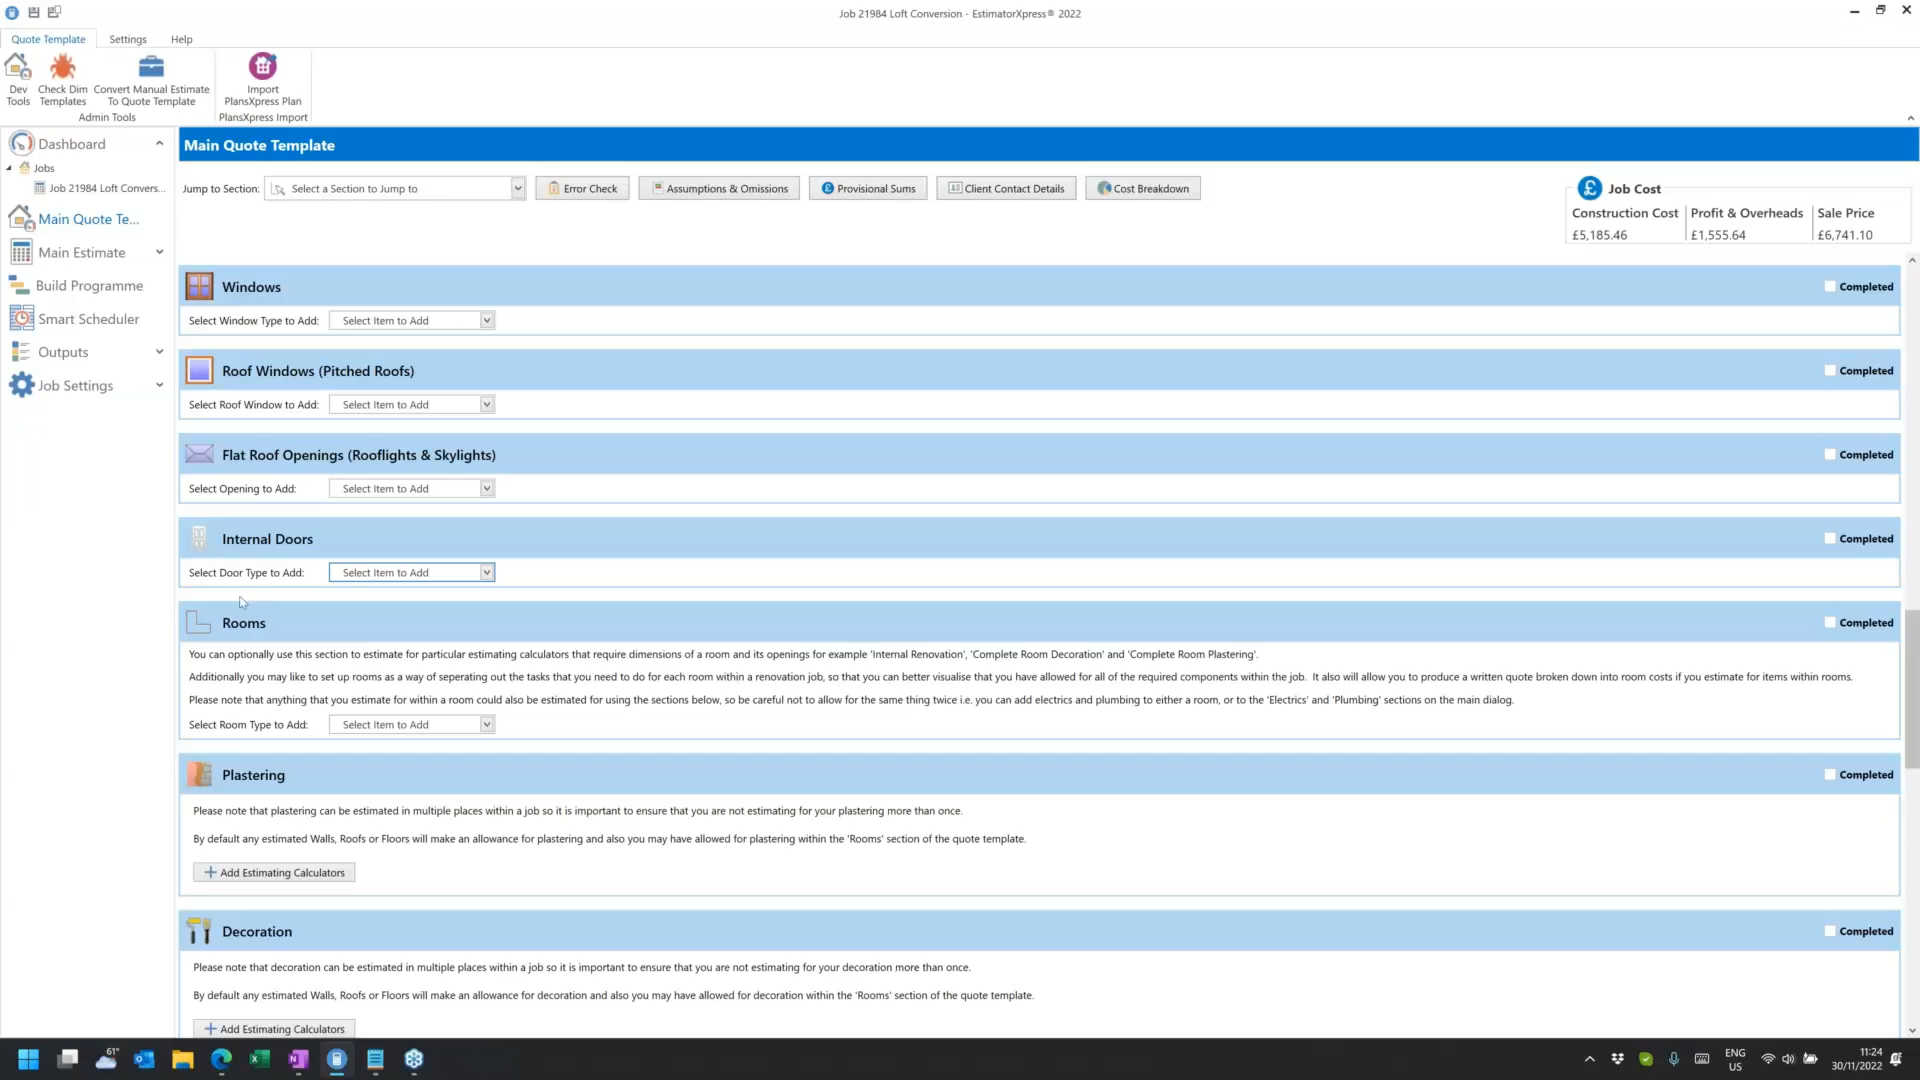 Job 21984 Loft Conversion - EstimatorXpress® 2022
Quote Template Settings Help
Dev Tools
Check Dim Templates
Convert Manual Estimate To Quote Template
Import PlansXpress Plan
Admin Tools
PlansXpress Import
Dashboard
Jobs
Job 21984 Loft Convers...
Main Quote Te...
Main Estimate
Build Programme
Smart Scheduler
Outputs
Job Settings
Main Quote Template
Jump to Section: Select a Section to Jump to Error Check Assumptions & Omissions Provisional Sums Client Contact Details Cost Breakdown
Job Cost
Construction Cost Profit & Overheads Sale Price
£5,185.46 £1,555.64 £6,741.10
Windows Completed
Select Window Type to Add: Select Item to Add
Roof Windows (Pitched Roofs) Completed
Select Roof Window to Add: Select Item to Add
Flat Roof Openings (Rooflights & Skylights) Completed
Select Opening to Add: Select Item to Add
Internal Doors Completed
Select Door Type to Add: Select Item to Add
Rooms Completed
You can optionally use this section to estimate for particular estimating calculators that require dimensions of a room and its openings for example 'Internal Renovation', 'Complete Room Decoration' and 'Complete Room Plastering'.
Additionally you may like to set up rooms as a way of seperating out the tasks that you need to do for each room within a renovation job, so that you can better visualise that you have allowed for all of the required components within the job. It also will allow you to produce a written quote broken down into room costs if you estimate for items within rooms.
Please note that anything that you estimate for within a room could also be estimated for using the sections below, so be careful not to allow for the same thing twice i.e. you can add electrics and plumbing to either a room, or to the 'Electrics' and 'Plumbing' sections on the main dialog.
Select Room Type to Add: Select Item to Add
Plastering Completed
Please note that plastering can be estimated in multiple places within a job so it is important to ensure that you are not estimating for your plastering more than once.
By default any estimated Walls, Roofs or Floors will make an allowance for plastering and also you may have allowed for plastering within the 'Rooms' section of the quote template.
Add Estimating Calculators
Decoration Completed
Please note that decoration can be estimated in multiple places within a job so it is important to ensure that you are not estimating for your decoration more than once.
By default any estimated Walls, Roofs or Floors will make an allowance for decoration and also you may have allowed for decoration within the 'Rooms' section of the quote template.
Add Estimating Calculators
61°
ENG
US
11:24
30/11/2022